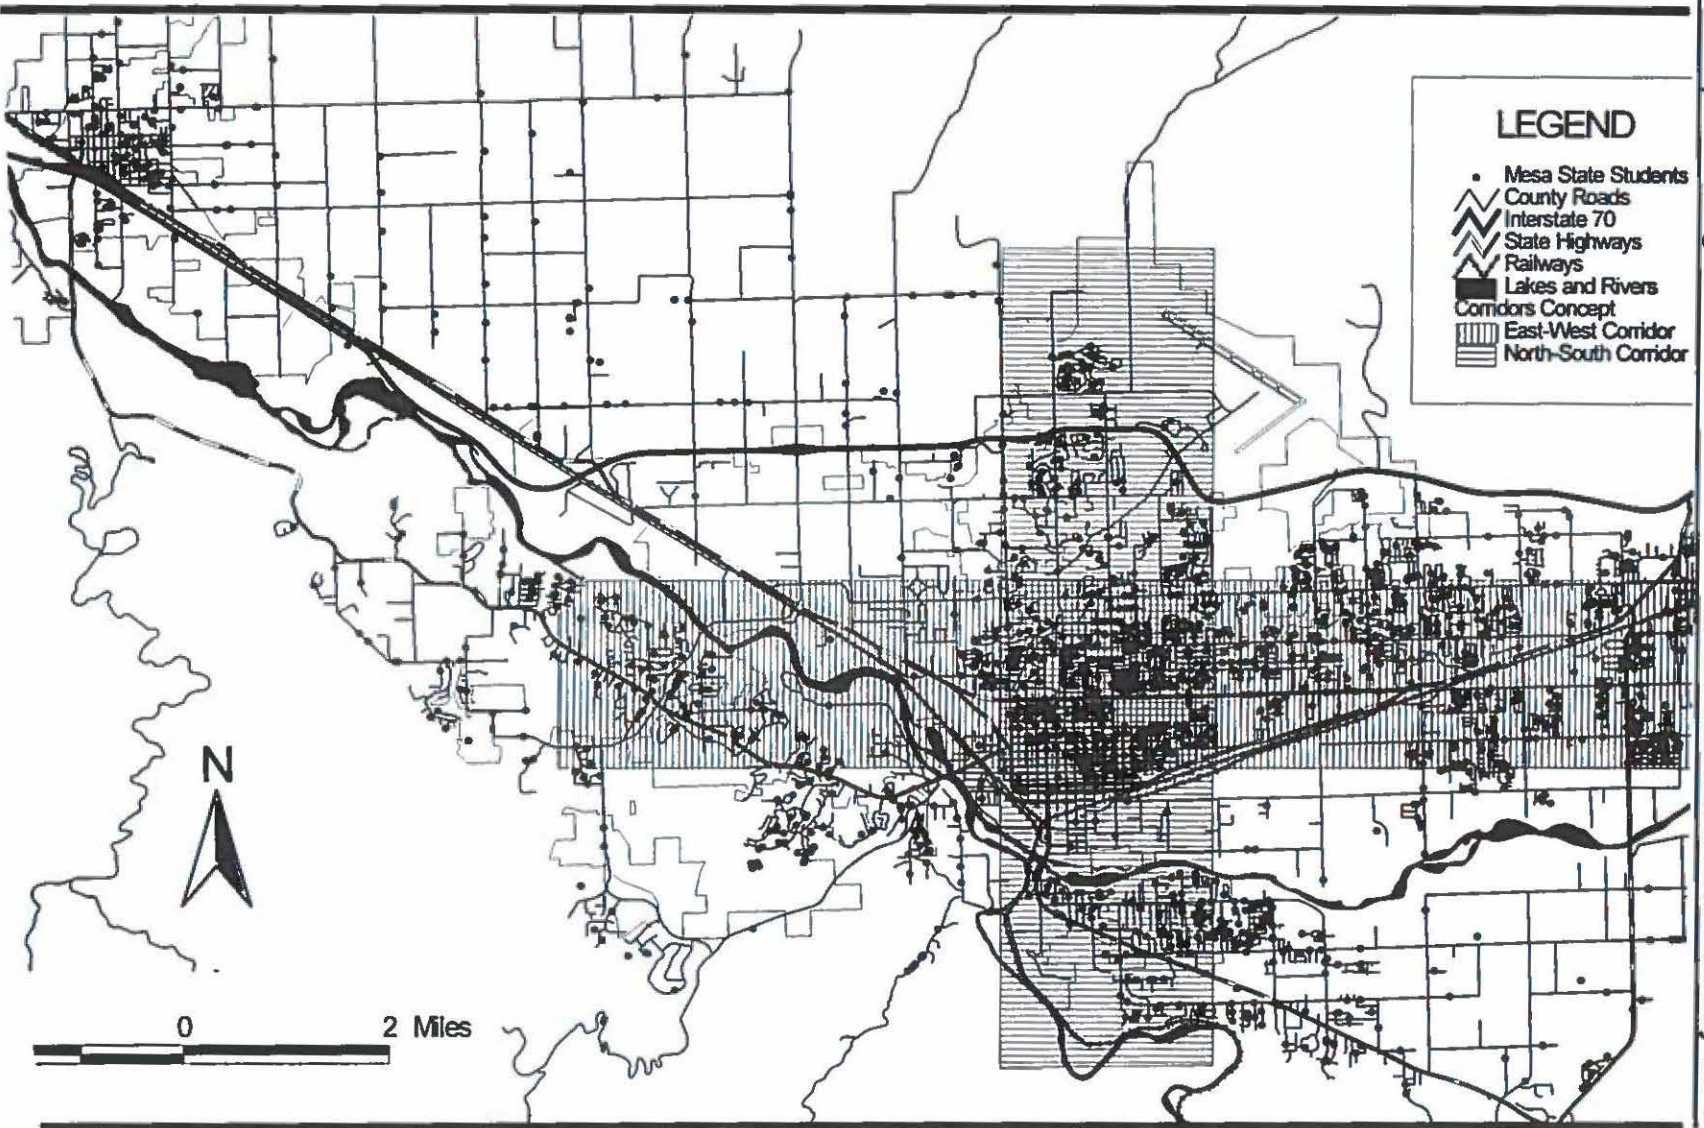 LEGEND
Mesa State Students
County Roads
Interstate 70
State Highways
Railways
Lakes and Rivers
Corridors Concept
East-West Corridor
North-South Corridor
N
0 2 Miles